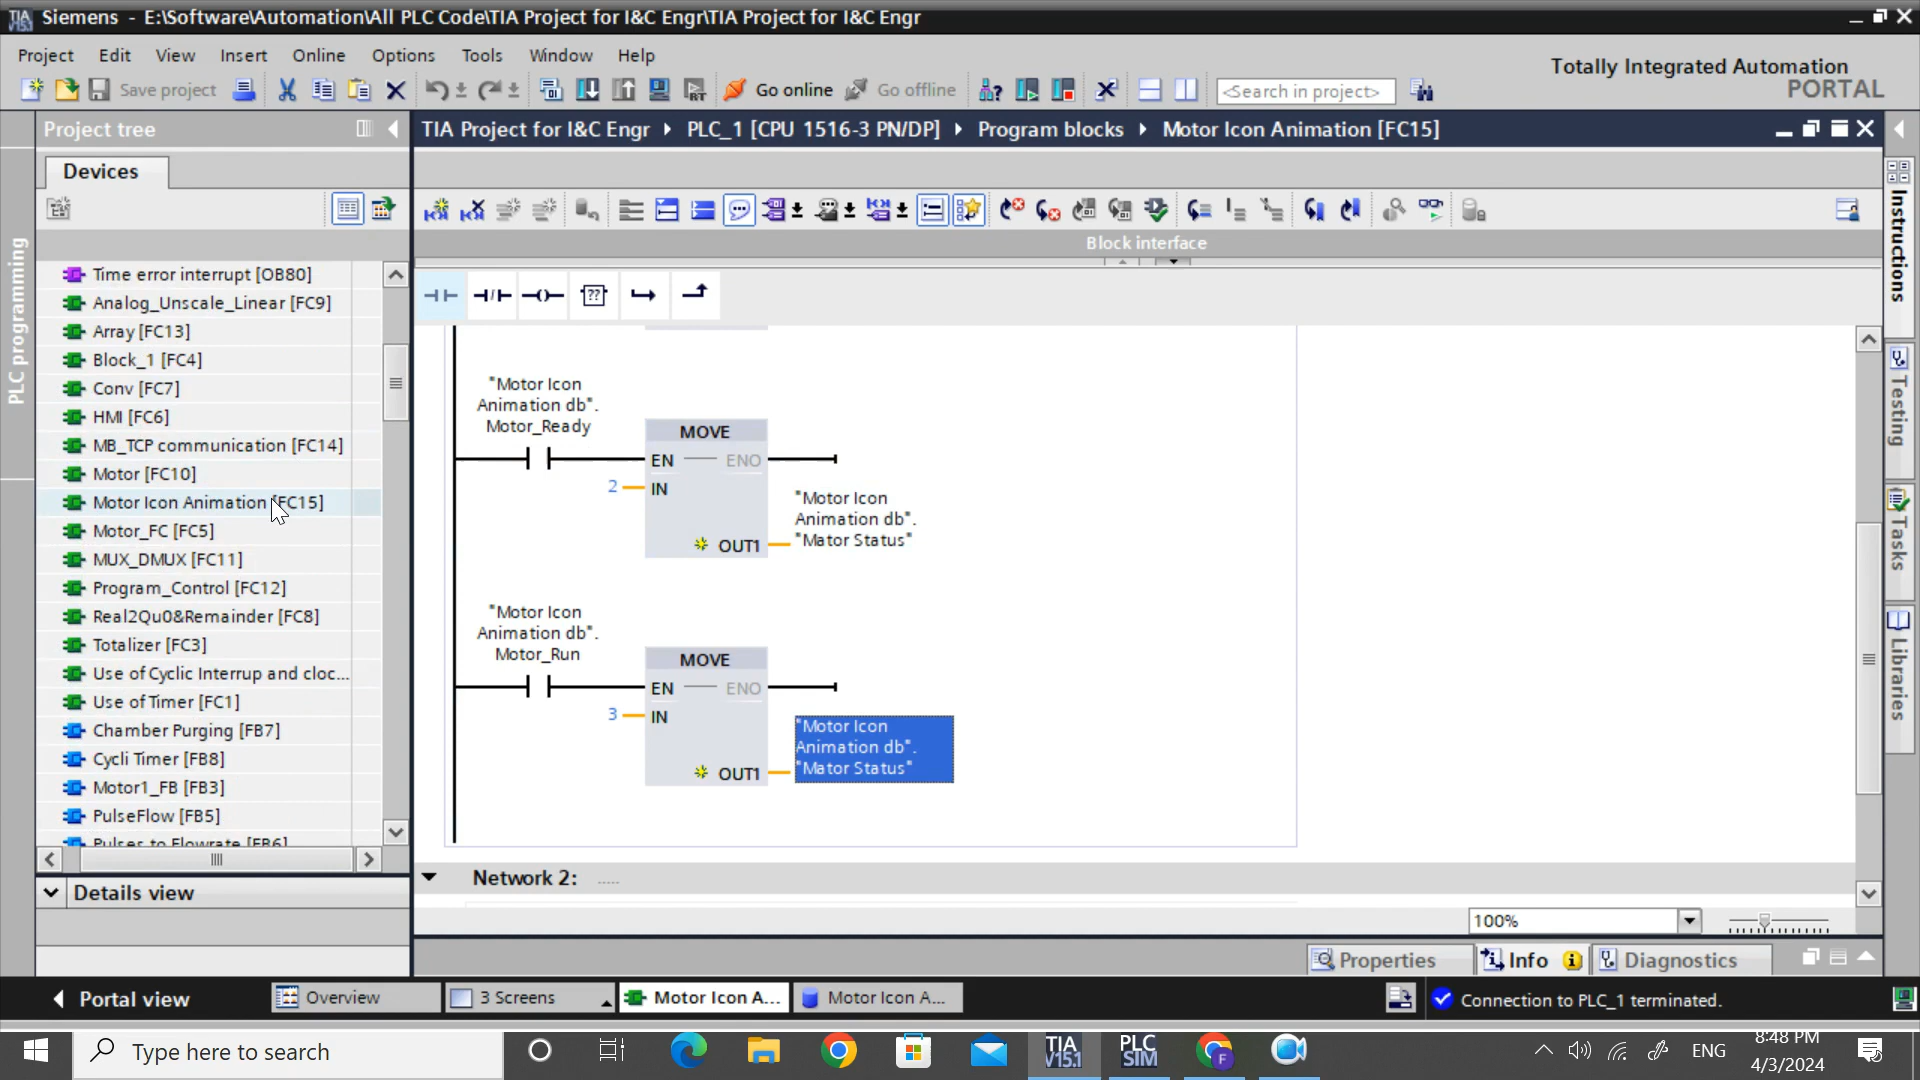 Siemens - E:\Software\Automation\All PLC Code\TIA Project for I&C Engr\TIA Project for I&C Engr
Project Edit View Insert Online Options Tools Window Help
Totally Integrated Automation
PORTAL
Save project
Go online
Go offline
<Search in project>
Project tree
TIA Project for I&C Engr PLC_1 [CPU 1516-3 PN/DP] Program blocks Motor Icon Animation [FC15]
Devices
Block interface
PLC programming
Time error interrupt [OB80]
Analog_Unscale_Linear [FC9]
Array [FC13]
Block_1 [FC4]
Conv [FC7]
HMI [FC6]
MB_TCP communication [FC14]
Motor [FC10]
Motor Icon Animation [FC15]
Motor_FC [FC5]
MUX_DMUX [FC11]
Program_Control [FC12]
Real2Qu0&Remainder [FC8]
Totalizer [FC3]
Use of Cyclic Interrup and cloc...
Use of Timer [FC1]
Chamber Purging [FB7]
Cycli Timer [FB8]
Motor1_FB [FB3]
PulseFlow [FB5]
Pulses to Flowrate [FB6]
Details view
??
"Motor Icon
Animation db".
Motor_Ready
MOVE
EN ENO
2 IN
"Motor Icon
Animation db".
"Mator Status"
OUT1
"Motor Icon
Animation db".
Motor_Run
MOVE
EN ENO
3 IN
"Motor Icon
Animation db".
"Mator Status"
OUT1
Network 2: .....
100%
Instructions
Testing
Tasks
Libraries
Properties Info Diagnostics
Portal view
Overview
3 Screens
Motor Icon A...
Motor Icon A...
Connection to PLC_1 terminated.
Type here to search
TIA
V15.1
PLC
SIM
F
ENG
8:48 PM
4/3/2024